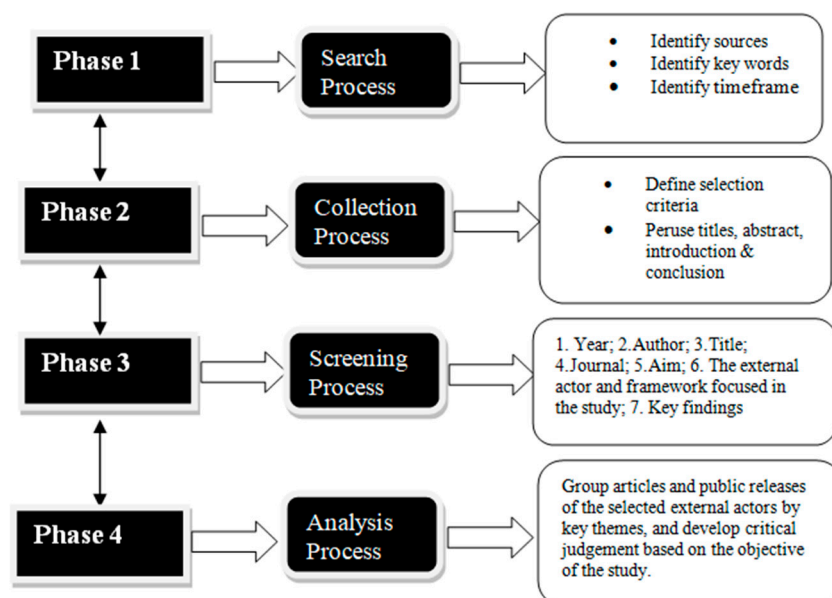 Phase 1
Search
Process
• Identify sources
• Identify key words
• Identify timeframe
Phase 2
Collection
Process
• Define selection
criteria
• Peruse titles, abstract,
introduction &
conclusion
Phase 3
Screening
Process
1. Year; 2.Author; 3.Title;
4.Journal; 5.Aim; 6. The external
actor and framework focused in
the study; 7. Key findings
Phase 4
Analysis
Process
Group articles and public releases
of the selected external actors by
key themes, and develop critical
judgement based on the objective
of the study.